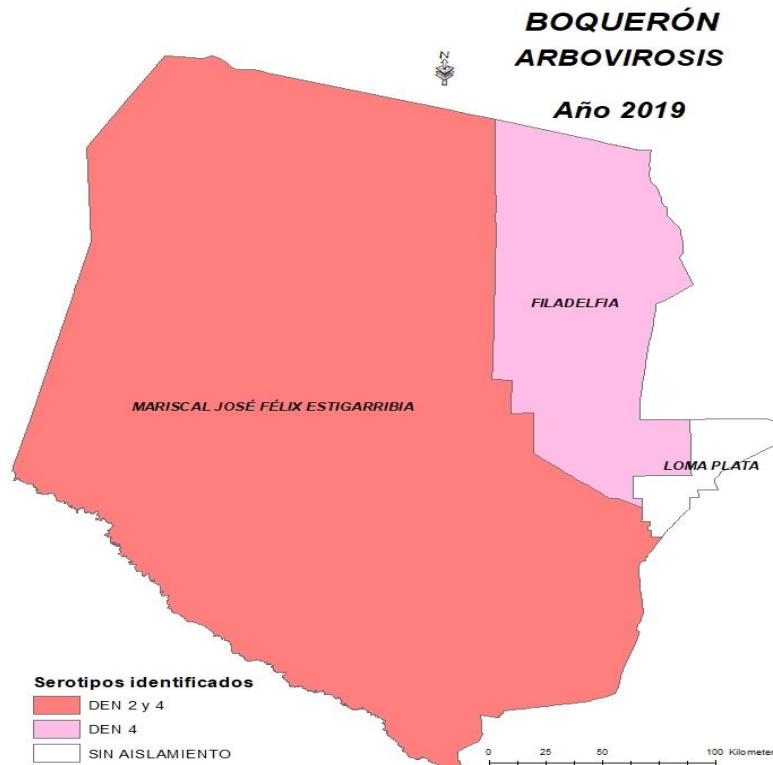 BOQUERÓN
ARBOVIROSIS
Año 2019
N
FILADELFIA
MARISCAL JOSÉ FÉLIX ESTIGARRIBIA
LOMA PLATA
Serotipos identificados
DEN 2 y 4
DEN 4
SIN AISLAMIENTO
0 25 50 100 Kilometer